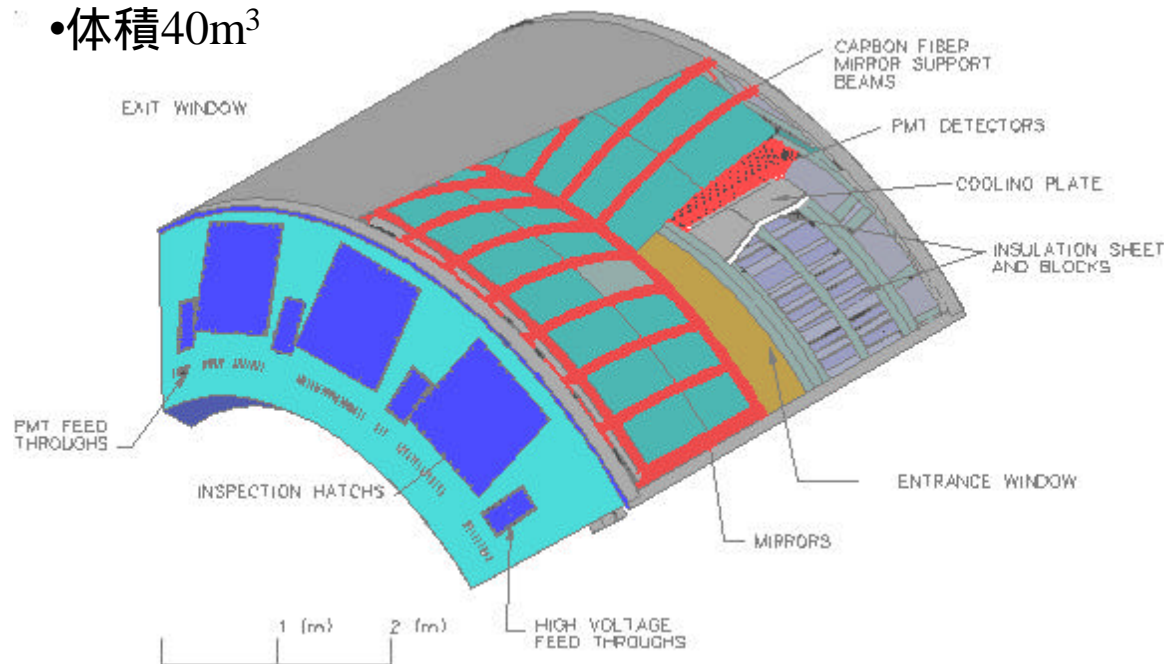 •体積40m³
CARBON FIBER
MIRROR SUPPORT
BEAMS
EXIT WINDOW
PMT DETECTORS
COOLING PLATE
INSULATION SHEET
AND BLOCKS
PMT FEED
THROUGHS
INSPECTION HATCHS
ENTRANCE WINDOW
MIRRORS
1 (m)
2 (m)
HIGH VOLTAGE
FEED THROUGHS